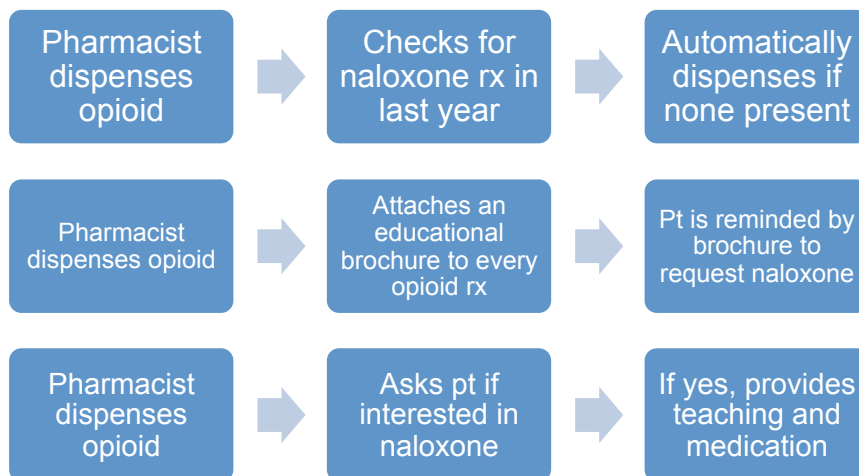 Pharmacist
dispenses
opioid
Checks for
naloxone rx in
last year
Automatically
dispenses if
none present
Pharmacist
dispenses opioid
Attaches an
educational
brochure to every
opioid rx
Pt is reminded by
brochure to
request naloxone
Pharmacist
dispenses
opioid
Asks pt if
interested in
naloxone
If yes, provides
teaching and
medication